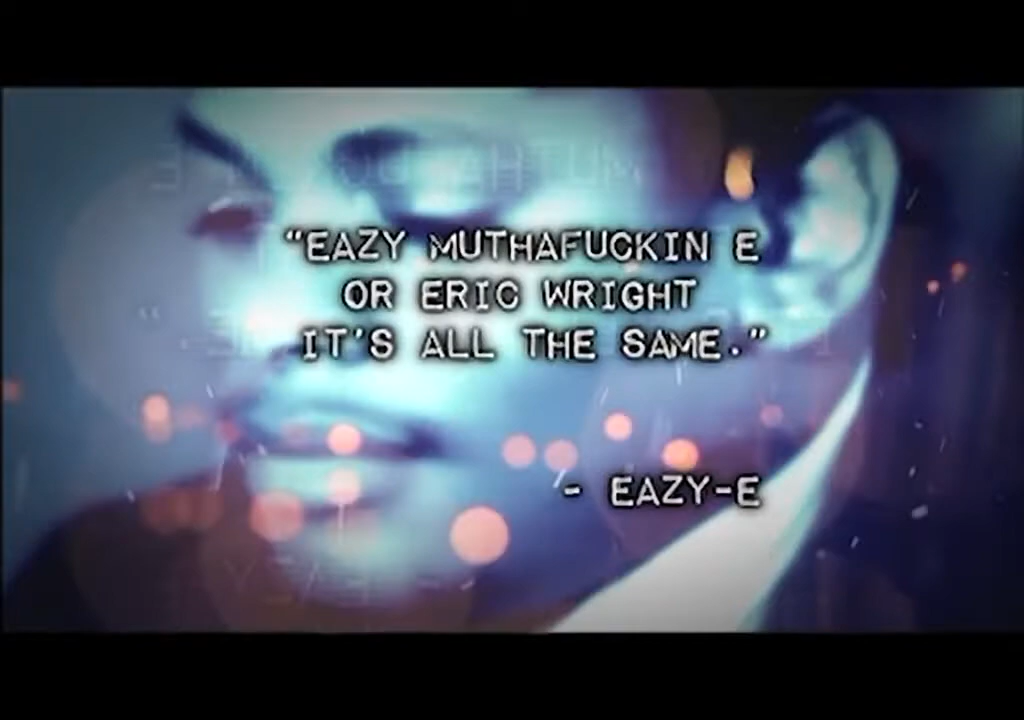 “EAZY MUTHAFUCKIN E
OR ERIC WRIGHT
IT'S ALL THE SAME.”
- EAZY-E